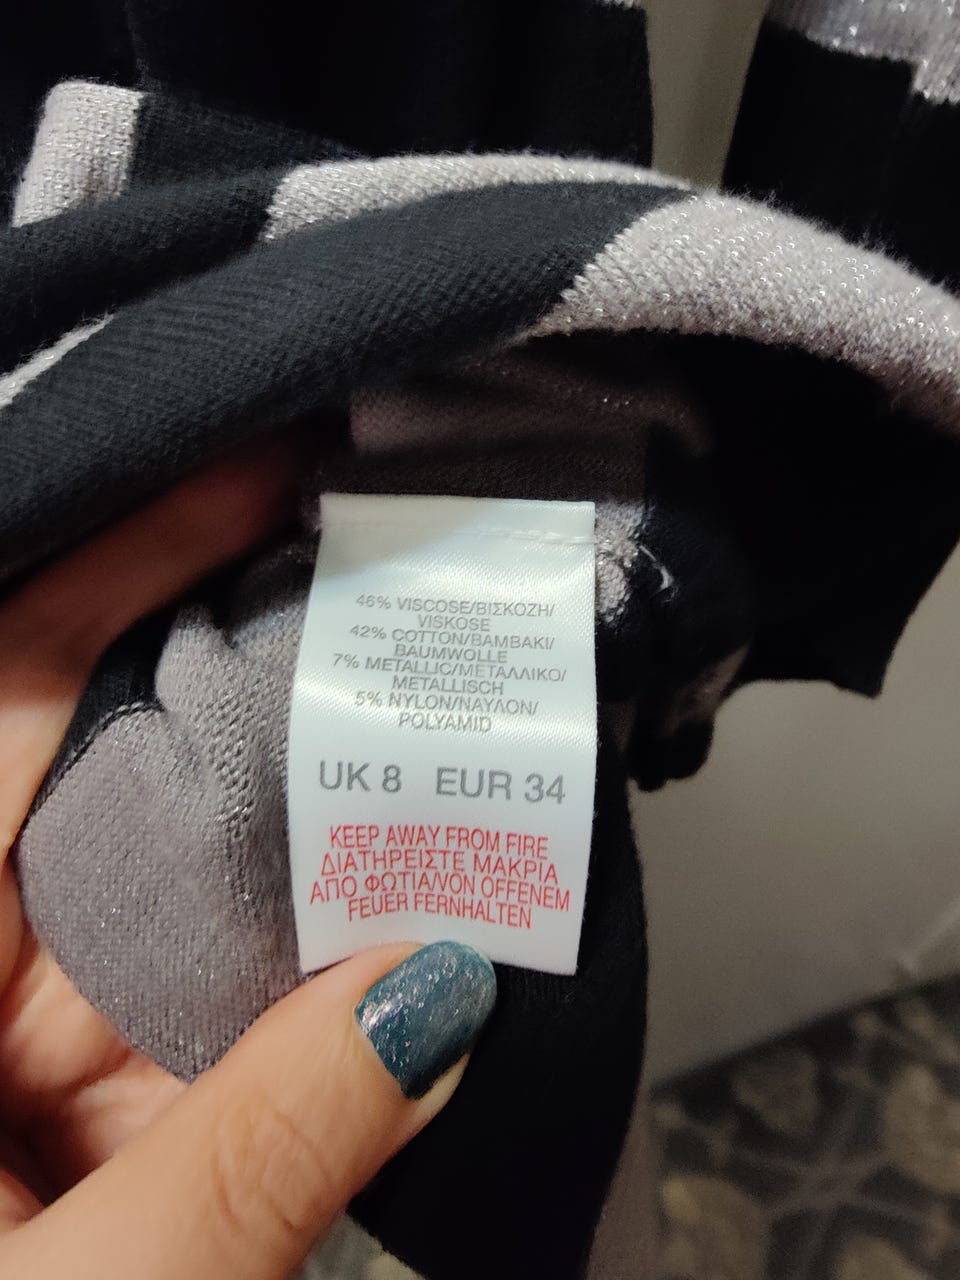 46% VISCOSE/ΒΙΣΚΟΖΗ/
VISKOSE
42% COTTON/ΒΑΜΒΑΚΙ/
BAUMWOLLE
7% METALLIC/ΜΕΤΑΛΛΙΚΟ/
METALLISCH
5% NYLON/ΝΑΥΛΟΝ/
POLYAMID
UK 8 EUR 34
KEEP AWAY FROM FIRE
ΔΙΑΤΗΡΕΙΣΤΕ ΜΑΚΡΙΑ
ΑΠΟ ΦΩΤΙΑ/VON OFFENEM
FEUER FERNHALTEN